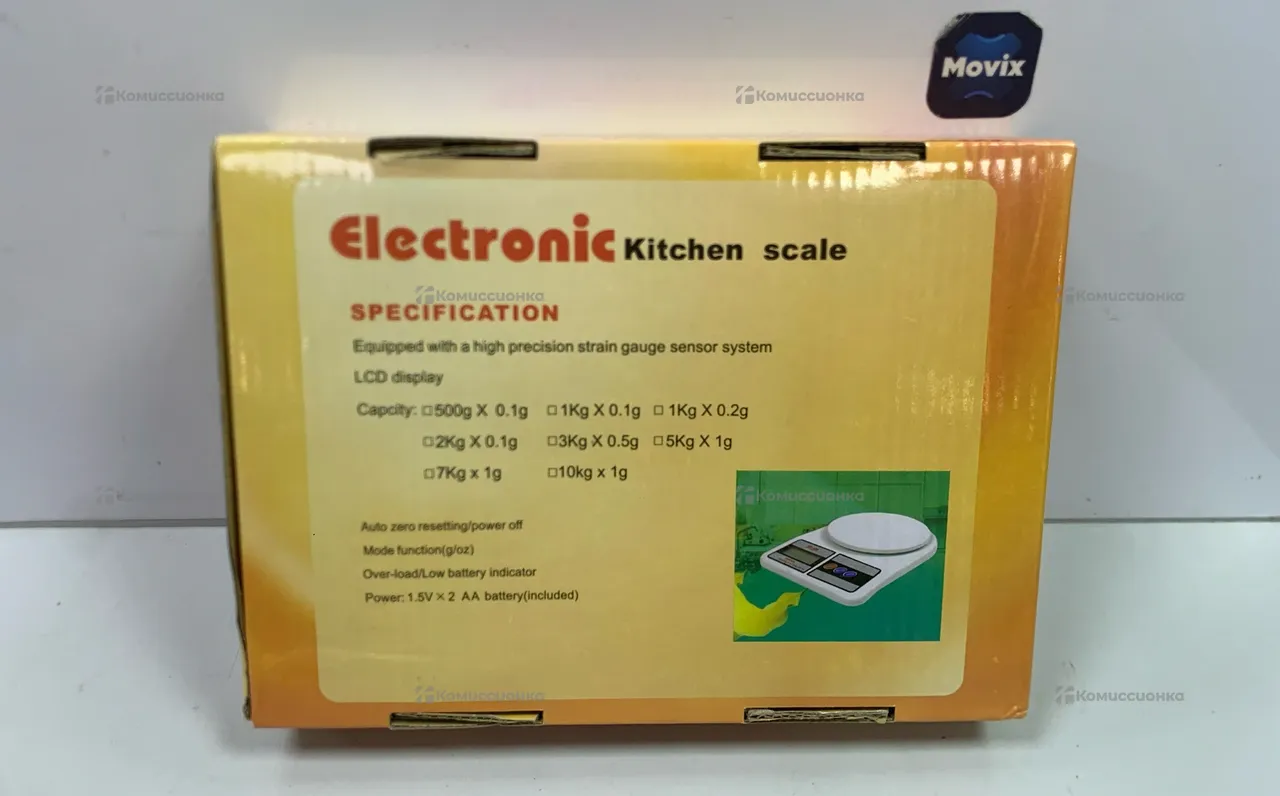 Movix
Комиссионка Комиссионка
Electronic Kitchen scale
Комиссионка Комиссионка
SPECIFICATION
Equipped with a high precision strain gauge sensor system
LCD display
Capcity: □500g X 0.1g □1Kg X 0.1g □1Kg X 0.2g
□2Kg X 0.1g □3Kg X 0.5g □5Kg X 1g
□7Kg x 1g □10kg x 1g
Комиссионка
Auto zero resetting/power off
Mode function(g/oz)
Over-load/Low battery indicator
Power: 1.5V × 2 AA battery(included)
Комиссионка Комиссионка